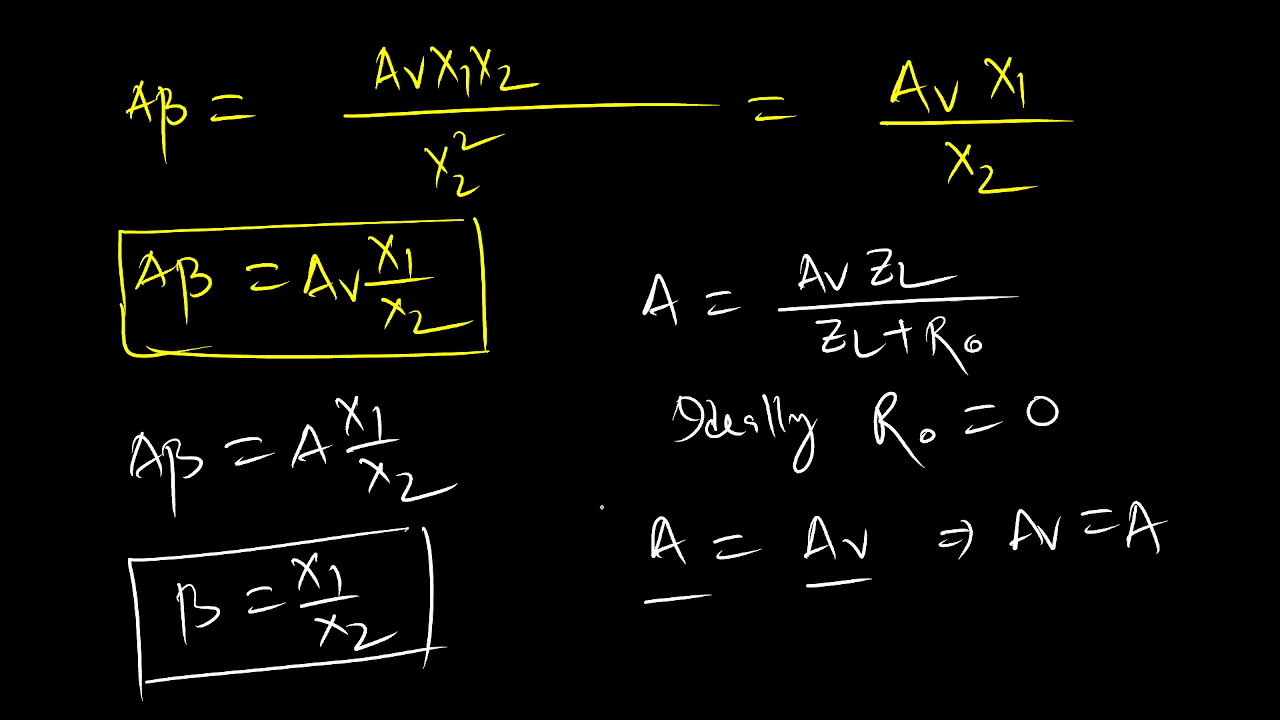 Aβ = AvX₁X₂ / X₂² = Av X₁ / X₂
Aβ = Av X₁ / X₂
A = Av ZL / ZL + Ro
Ideally Ro = 0
Aβ = A X₁ / X₂
A = Av ⇒ Av = A
β = X₁ / X₂